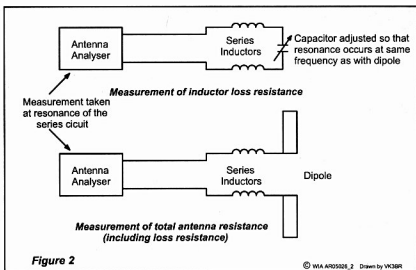 Antenna
Analyser
Series
Inductors
Capacitor adjusted so that
resonance occurs at same
frequency as with dipole
Measurement of inductor loss resistance
Measurement taken
at resonance of the
series cicuit
Antenna
Analyser
Series
Inductors
Dipole
Measurement of total antenna resistance
(including loss resistance)
Figure 2
© WIA AR05026_2 Drawn by VK3BR